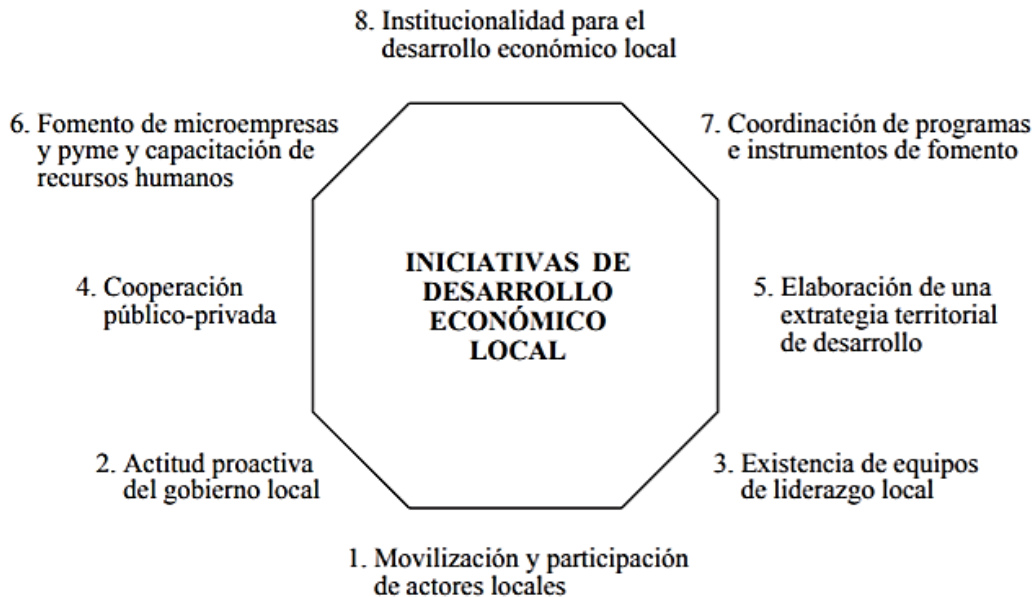 8. Institucionalidad para el
desarrollo económico local
6. Fomento de microempresas
y pyme y capacitación de
recursos humanos
7. Coordinación de programas
e instrumentos de fomento
INICIATIVAS DE
DESARROLLO
ECONÓMICO
LOCAL
4. Cooperación
público-privada
5. Elaboración de una
extrategia territorial
de desarrollo
2. Actitud proactiva
del gobierno local
3. Existencia de equipos
de liderazgo local
1. Movilización y participación
de actores locales